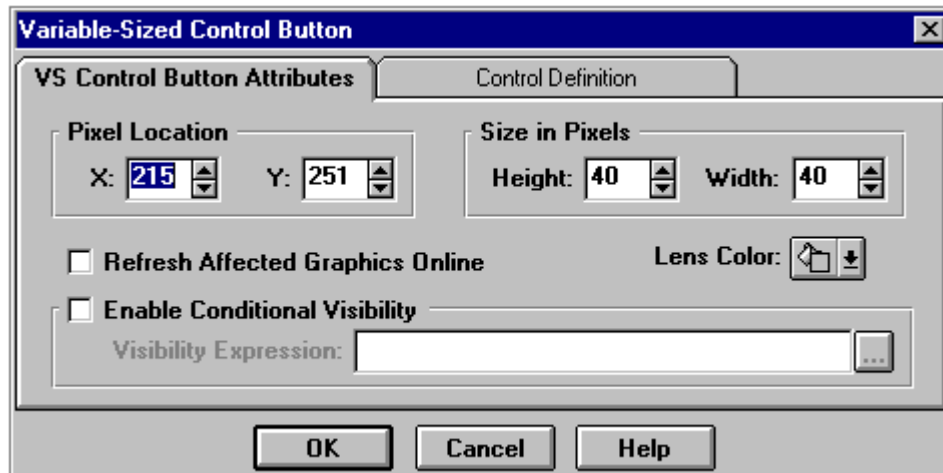 Variable-Sized Control Button
VS Control Button Attributes Control Definition
Pixel Location Size in Pixels
X: 215 Y: 251 Height: 40 Width: 40
Refresh Affected Graphics Online Lens Color:
Enable Conditional Visibility
Visibility Expression: ...
OK Cancel Help